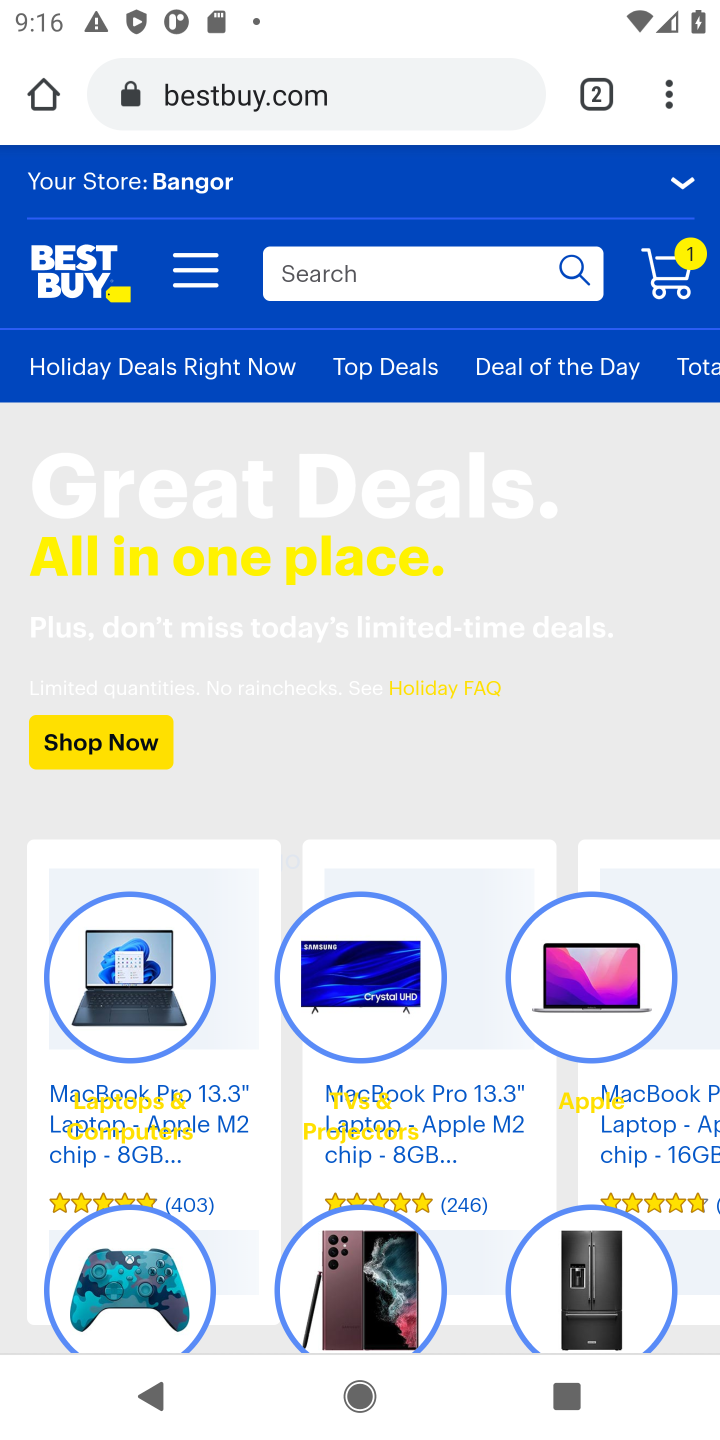 9:16
bestbuy.com
2
Your Store: Bangor
BEST
BUY
Search
1
Holiday Deals Right Now Top Deals Deal of the Day Tota
Great Deals.
All in one place.
Plus, don't miss today's limited-time deals.
Limited quantities. No rainchecks. See Holiday FAQ
Shop Now
SAMSUNG
Crystal UHD
MacBook Pro 13.3"
Laptop - Apple M2
chip - 8GB...
(403)
Laptops &
Computers
MacBook Pro 13.3"
Laptop - Apple M2
chip - 8GB...
(246)
TVs &
Projectors
MacBook P
Laptop - Ap
chip - 16GB
(
Apple